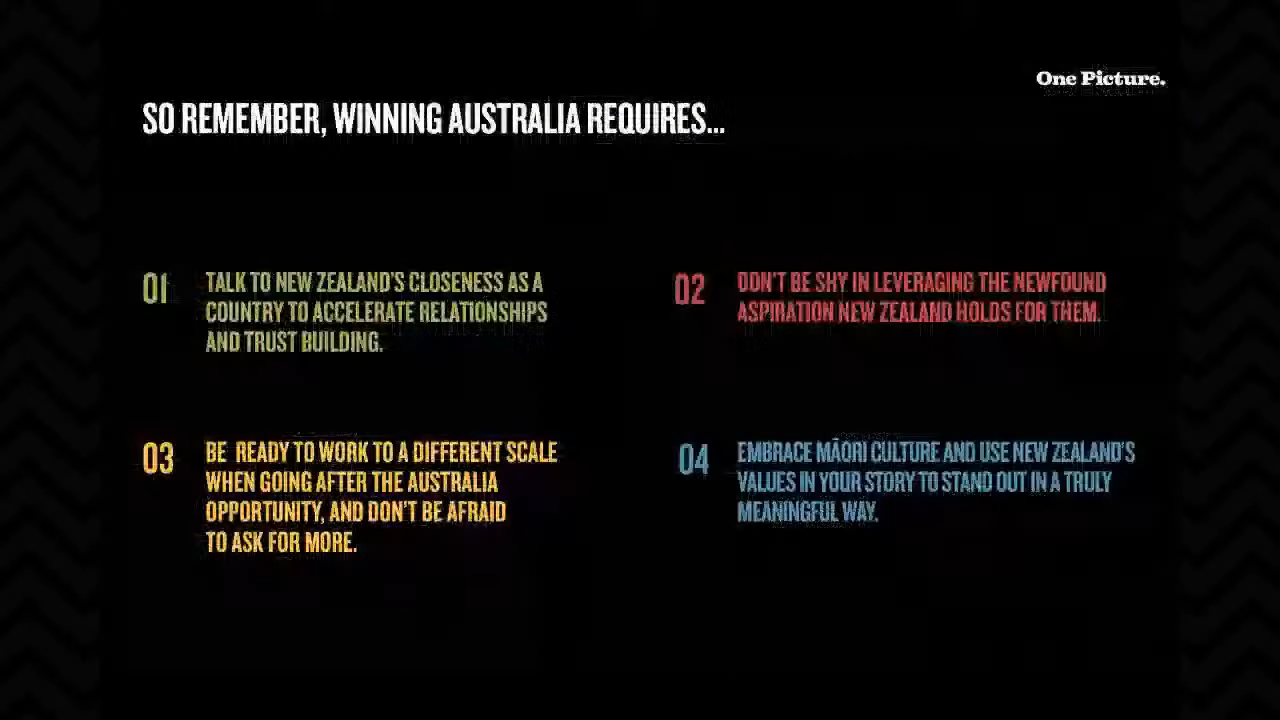 One Picture.
SO REMEMBER, WINNING AUSTRALIA REQUIRES...
01
TALK TO NEW ZEALAND'S CLOSENESS AS A
COUNTRY TO ACCELERATE RELATIONSHIPS
AND TRUST BUILDING.
02
DON'T BE SHY IN LEVERAGING THE NEWFOUND
ASPIRATION NEW ZEALAND HOLDS FOR THEM.
03
BE READY TO WORK TO A DIFFERENT SCALE
WHEN GOING AFTER THE AUSTRALIA
OPPORTUNITY, AND DON'T BE AFRAID
TO ASK FOR MORE.
04
EMBRACE MĀORI CULTURE AND USE NEW ZEALAND'S
VALUES IN YOUR STORY TO STAND OUT IN A TRULY
MEANINGFUL WAY.